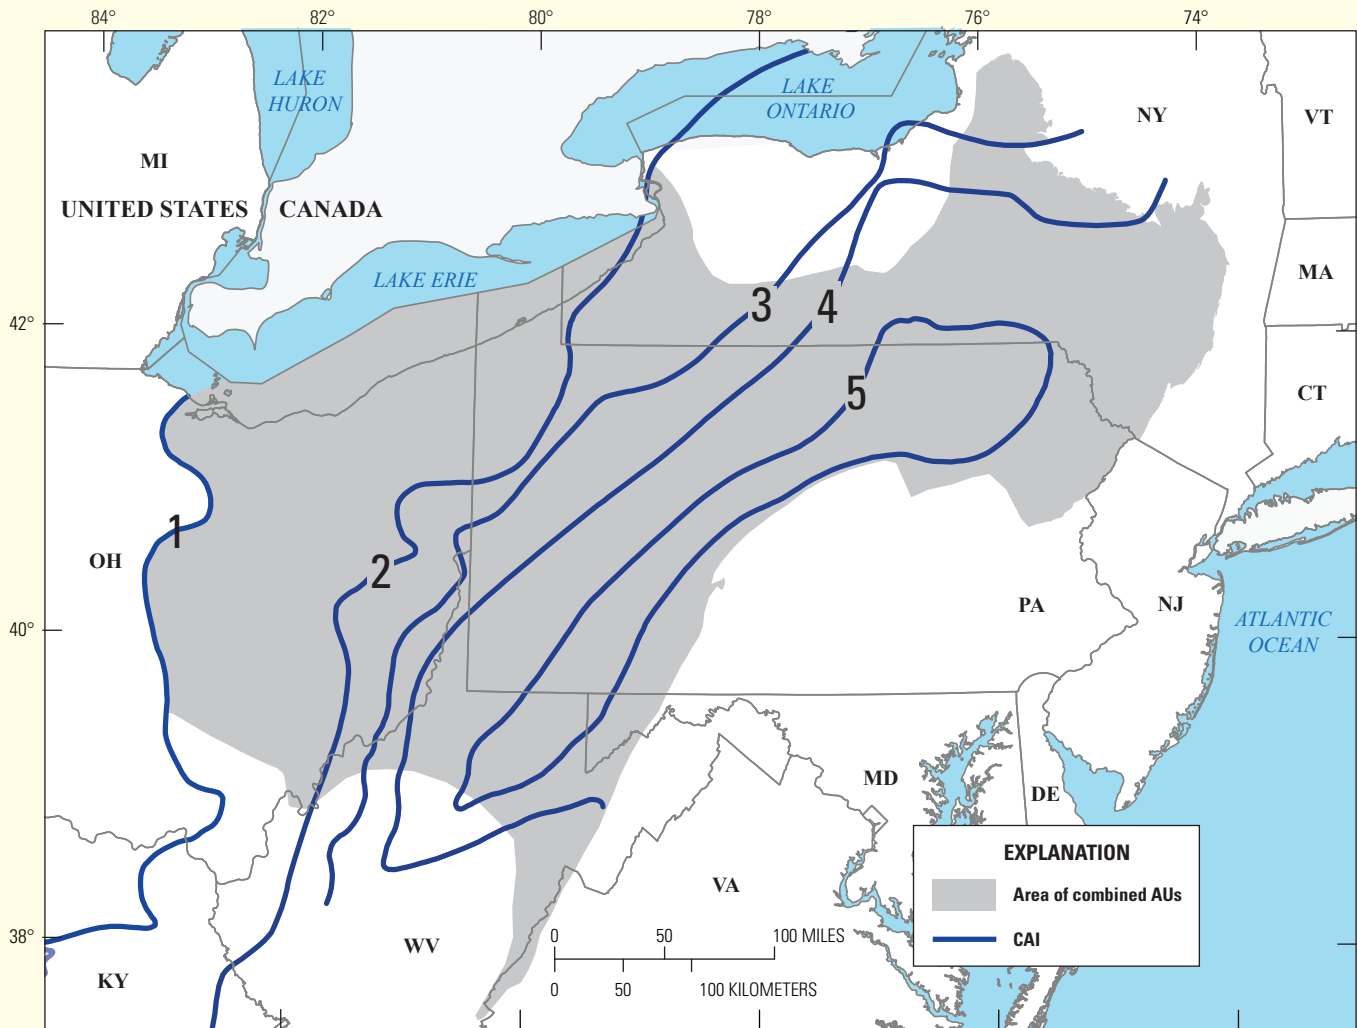 84°
82°
80°
78°
76°
74°
LAKE
HURON
LAKE
ONTARIO
NY
VT
MI
UNITED STATES
CANADA
MA
LAKE ERIE
42°
3
4
5
CT
1
2
OH
PA
NJ
ATLANTIC
OCEAN
40°
MD
DE
VA
WV
KY
38°
EXPLANATION
Area of combined AUs
CAI
0 50 100 MILES
0 50 100 KILOMETERS